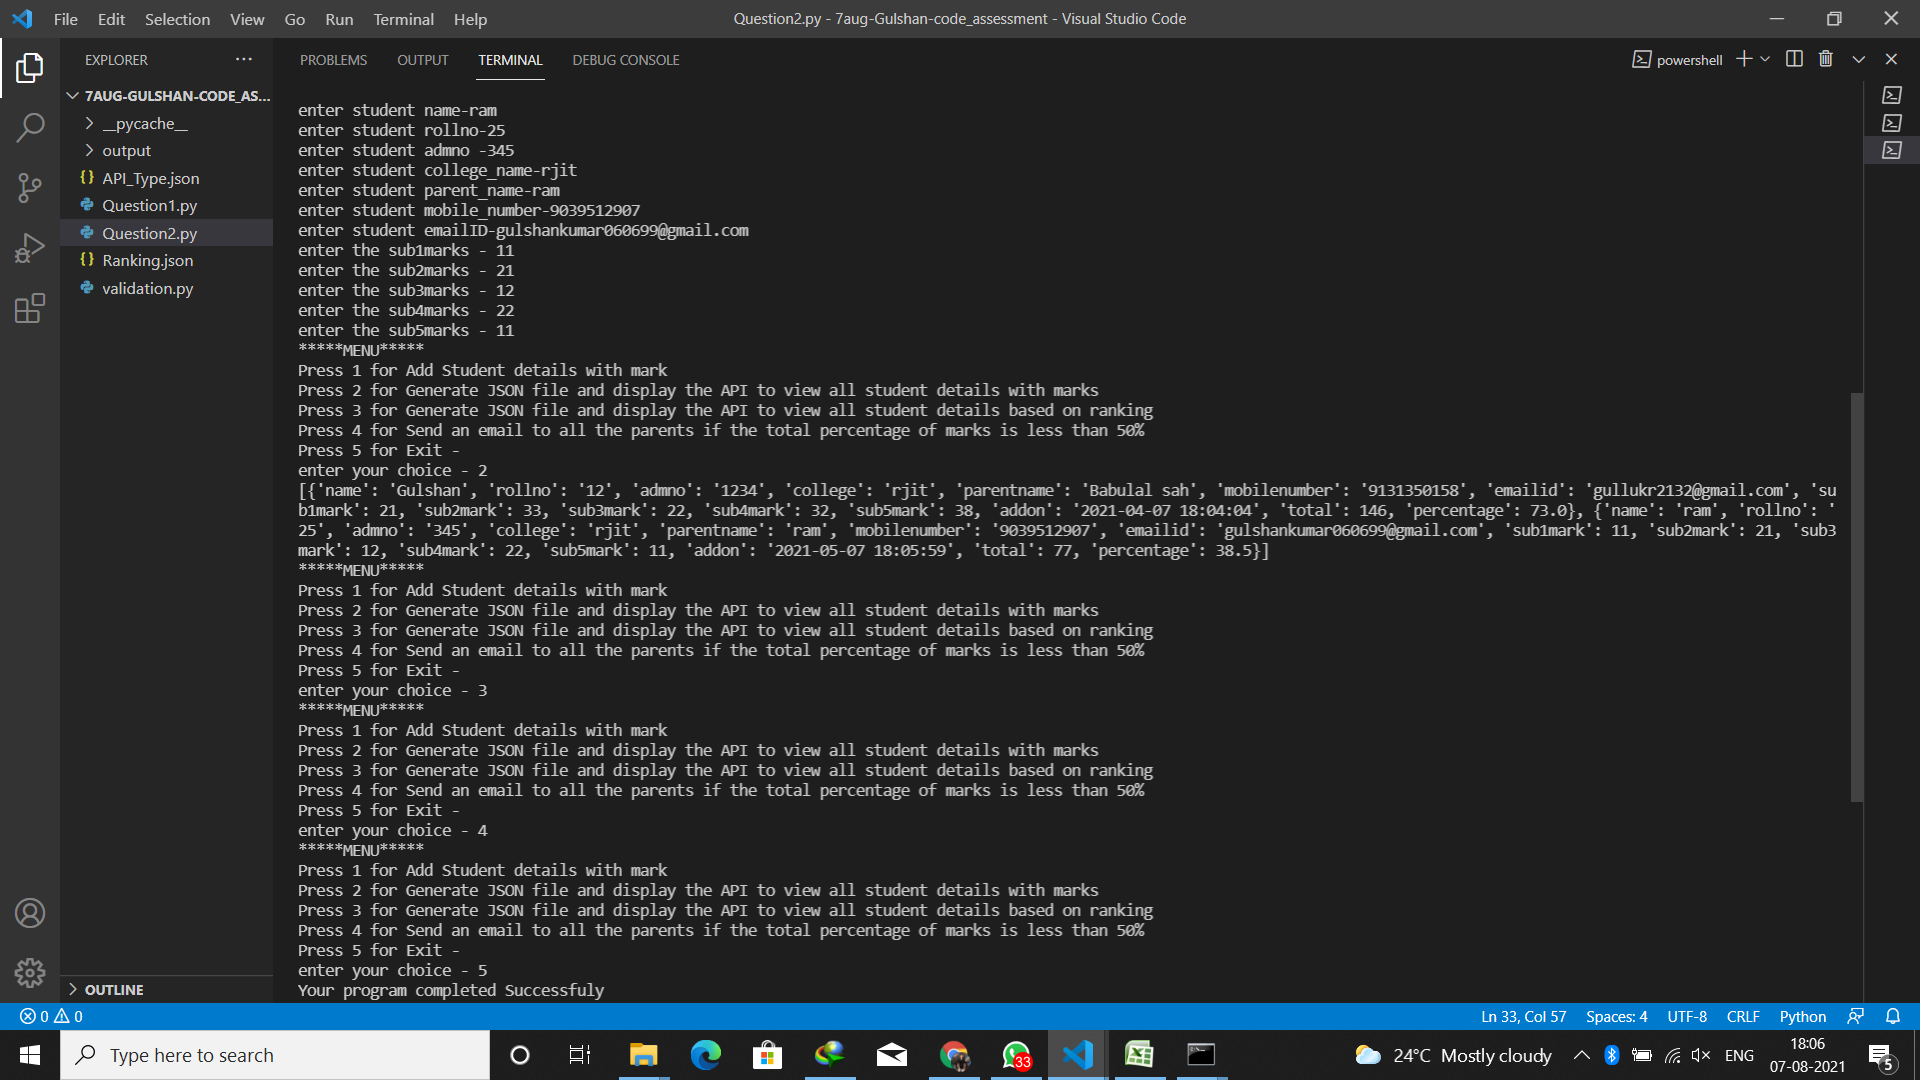 File Edit Selection View Go Run Terminal Help
Question2.py - 7aug-Gulshan-code_assessment - Visual Studio Code
EXPLORER ...
7AUG-GULSHAN-CODE_AS...
__pycache__
output
{} API_Type.json
Question1.py
Question2.py
{} Ranking.json
validation.py
OUTLINE
PROBLEMS OUTPUT TERMINAL DEBUG CONSOLE
powershell
enter student name-ram
enter student rollno-25
enter student admno -345
enter student college_name-rjit
enter student parent_name-ram
enter student mobile_number-9039512907
enter student emailID-gulshankumar060699@gmail.com
enter the sub1marks - 11
enter the sub2marks - 21
enter the sub3marks - 12
enter the sub4marks - 22
enter the sub5marks - 11
*****MENU*****
Press 1 for Add Student details with mark
Press 2 for Generate JSON file and display the API to view all student details with marks
Press 3 for Generate JSON file and display the API to view all student details based on ranking
Press 4 for Send an email to all the parents if the total percentage of marks is less than 50%
Press 5 for Exit -
enter your choice - 2
[{'name': 'Gulshan', 'rollno': '12', 'admno': '1234', 'college': 'rjit', 'parentname': 'Babulal sah', 'mobilenumber': '9131350158', 'emailid': 'gullukr2132@gmail.com', 'su
b1mark': 21, 'sub2mark': 33, 'sub3mark': 22, 'sub4mark': 32, 'sub5mark': 38, 'addon': '2021-04-07 18:04:04', 'total': 146, 'percentage': 73.0}, {'name': 'ram', 'rollno': '
25', 'admno': '345', 'college': 'rjit', 'parentname': 'ram', 'mobilenumber': '9039512907', 'emailid': 'gulshankumar060699@gmail.com', 'sub1mark': 11, 'sub2mark': 21, 'sub3
mark': 12, 'sub4mark': 22, 'sub5mark': 11, 'addon': '2021-05-07 18:05:59', 'total': 77, 'percentage': 38.5}]
*****MENU*****
Press 1 for Add Student details with mark
Press 2 for Generate JSON file and display the API to view all student details with marks
Press 3 for Generate JSON file and display the API to view all student details based on ranking
Press 4 for Send an email to all the parents if the total percentage of marks is less than 50%
Press 5 for Exit -
enter your choice - 3
*****MENU*****
Press 1 for Add Student details with mark
Press 2 for Generate JSON file and display the API to view all student details with marks
Press 3 for Generate JSON file and display the API to view all student details based on ranking
Press 4 for Send an email to all the parents if the total percentage of marks is less than 50%
Press 5 for Exit -
enter your choice - 4
*****MENU*****
Press 1 for Add Student details with mark
Press 2 for Generate JSON file and display the API to view all student details with marks
Press 3 for Generate JSON file and display the API to view all student details based on ranking
Press 4 for Send an email to all the parents if the total percentage of marks is less than 50%
Press 5 for Exit -
enter your choice - 5
Your program completed Successfuly
0 0
Ln 33, Col 57 Spaces: 4 UTF-8 CRLF Python
Type here to search
33
24°C Mostly cloudy
ENG
18:06
07-08-2021
5